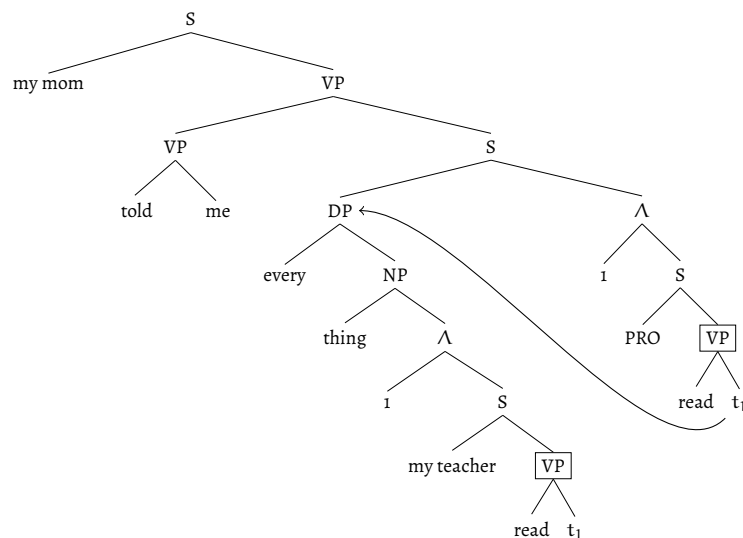 S
my mom VP
VP S
told me DP Λ
every NP 1 S
thing Λ PRO VP
1 S read t₁
my teacher VP
read t₁